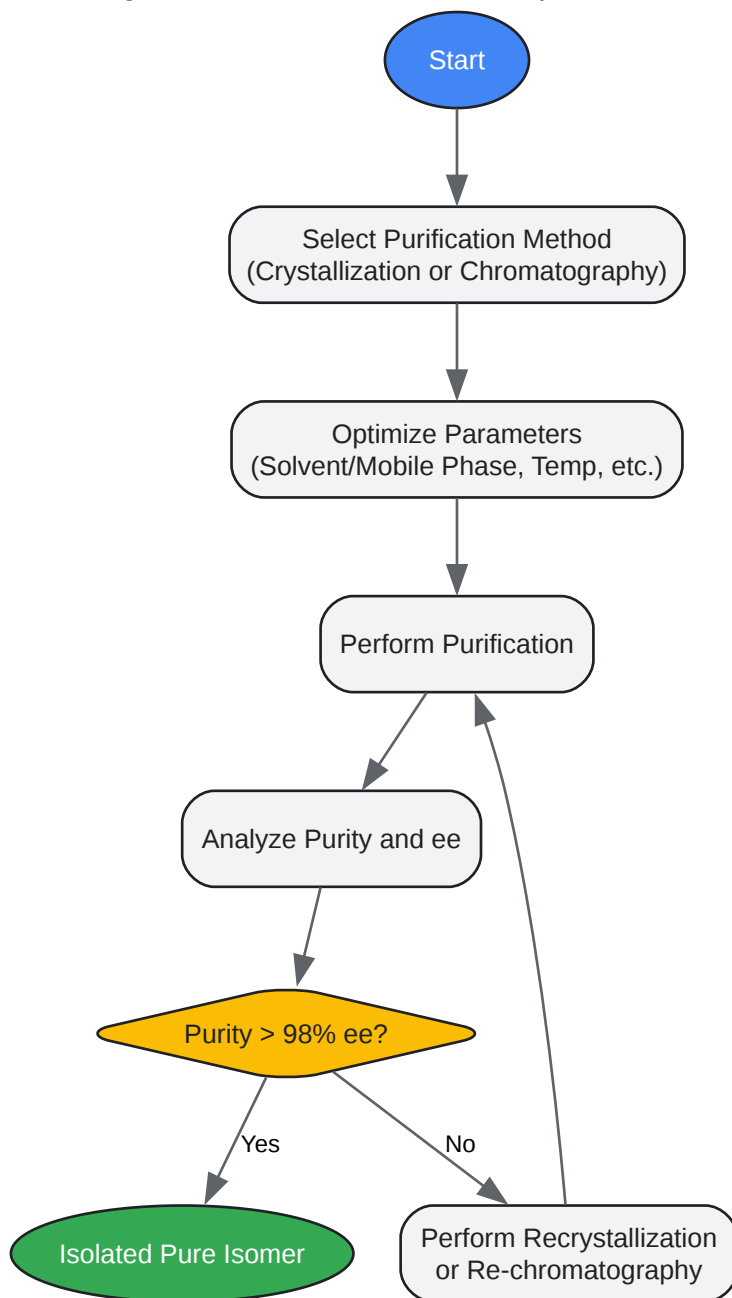 Start
Select Purification Method
(Crystallization or Chromatography)
Optimize Parameters
(Solvent/Mobile Phase, Temp, etc.)
Perform Purification
Analyze Purity and ee
Purity > 98% ee?
Yes
No
Isolated Pure Isomer
Perform Recrystallization
or Re-chromatography